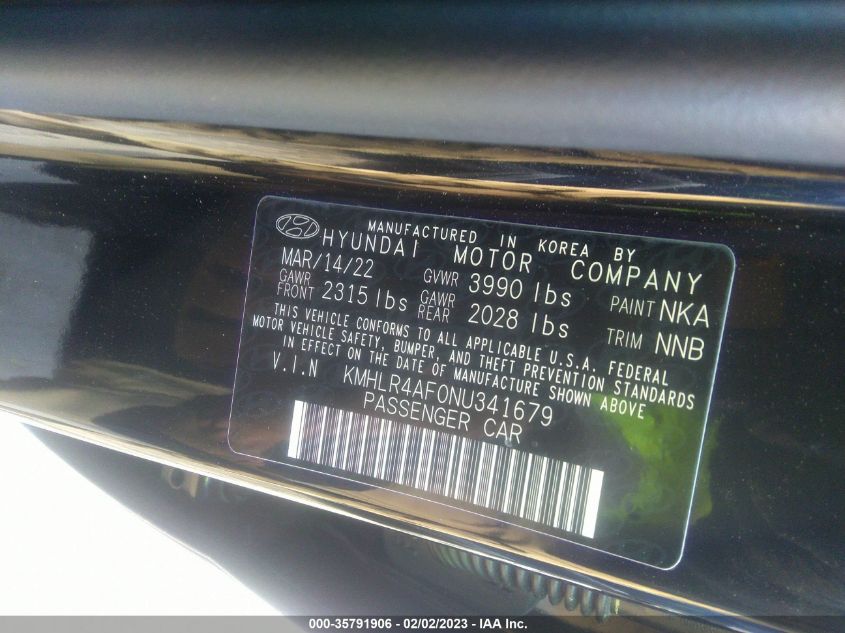 MANUFACTURED IN KOREA BY
HYUNDAI MOTOR COMPANY
MAR/14/22 GVWR 3990 lbs PAINT NKA
GAWR FRONT 2315 lbs GAWR REAR 2028 lbs TRIM NNB
THIS VEHICLE CONFORMS TO ALL APPLICABLE U.S.A. FEDERAL
MOTOR VEHICLE SAFETY, BUMPER, AND THEFT PREVENTION STANDARDS
IN EFFECT ON THE DATE OF MANUFACTURE SHOWN ABOVE
V.I.N KMHLR4AF0NU341679
PASSENGER CAR
000-35791906 - 02/02/2023 - IAA Inc.